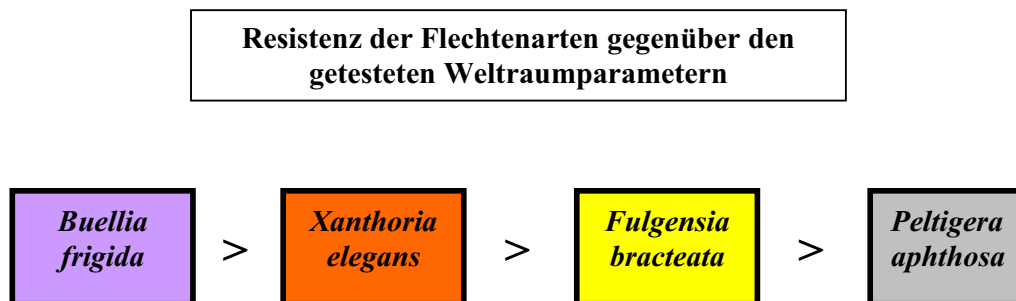 Resistenz der Flechtenarten gegenüber den
getesteten Weltraumparametern
Buellia
frigida
>
Xanthoria
elegans
>
Fulgensia
bracteata
>
Peltigera
aphthosa